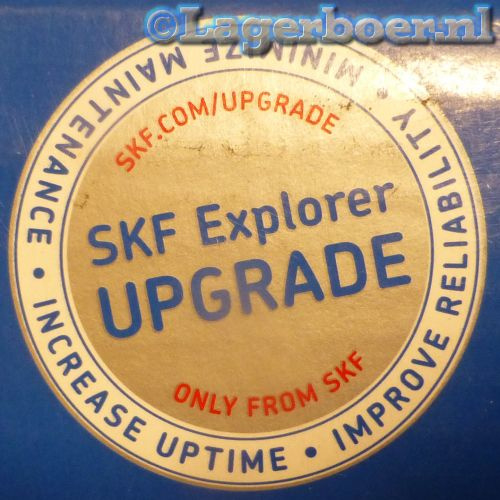 ©Lagerboer.nl
SKF.COM/UPGRADE
SKF Explorer
UPGRADE
ONLY FROM SKF
MINIMIZE MAINTENANCE • INCREASE UPTIME • IMPROVE RELIABILITY •